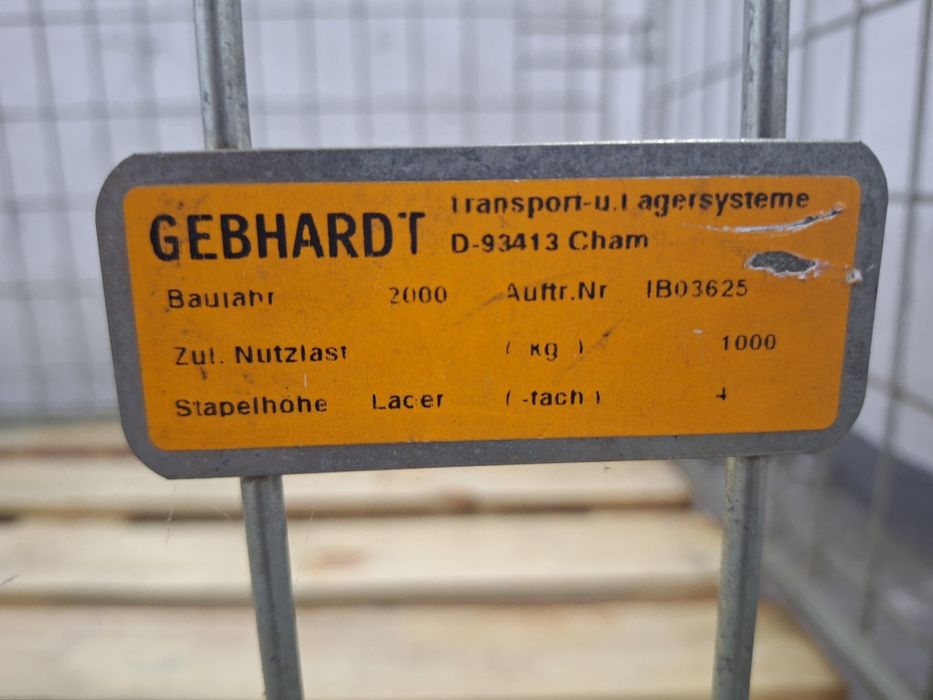 GEBHARDT Transport-u.Lagersysteme
D-93413 Cham
Baujahr 2000 Auftr.Nr IB03625
Zul. Nutzlast ( kg ) 1000
Stapelhöhe Lager ( -fach ) 4